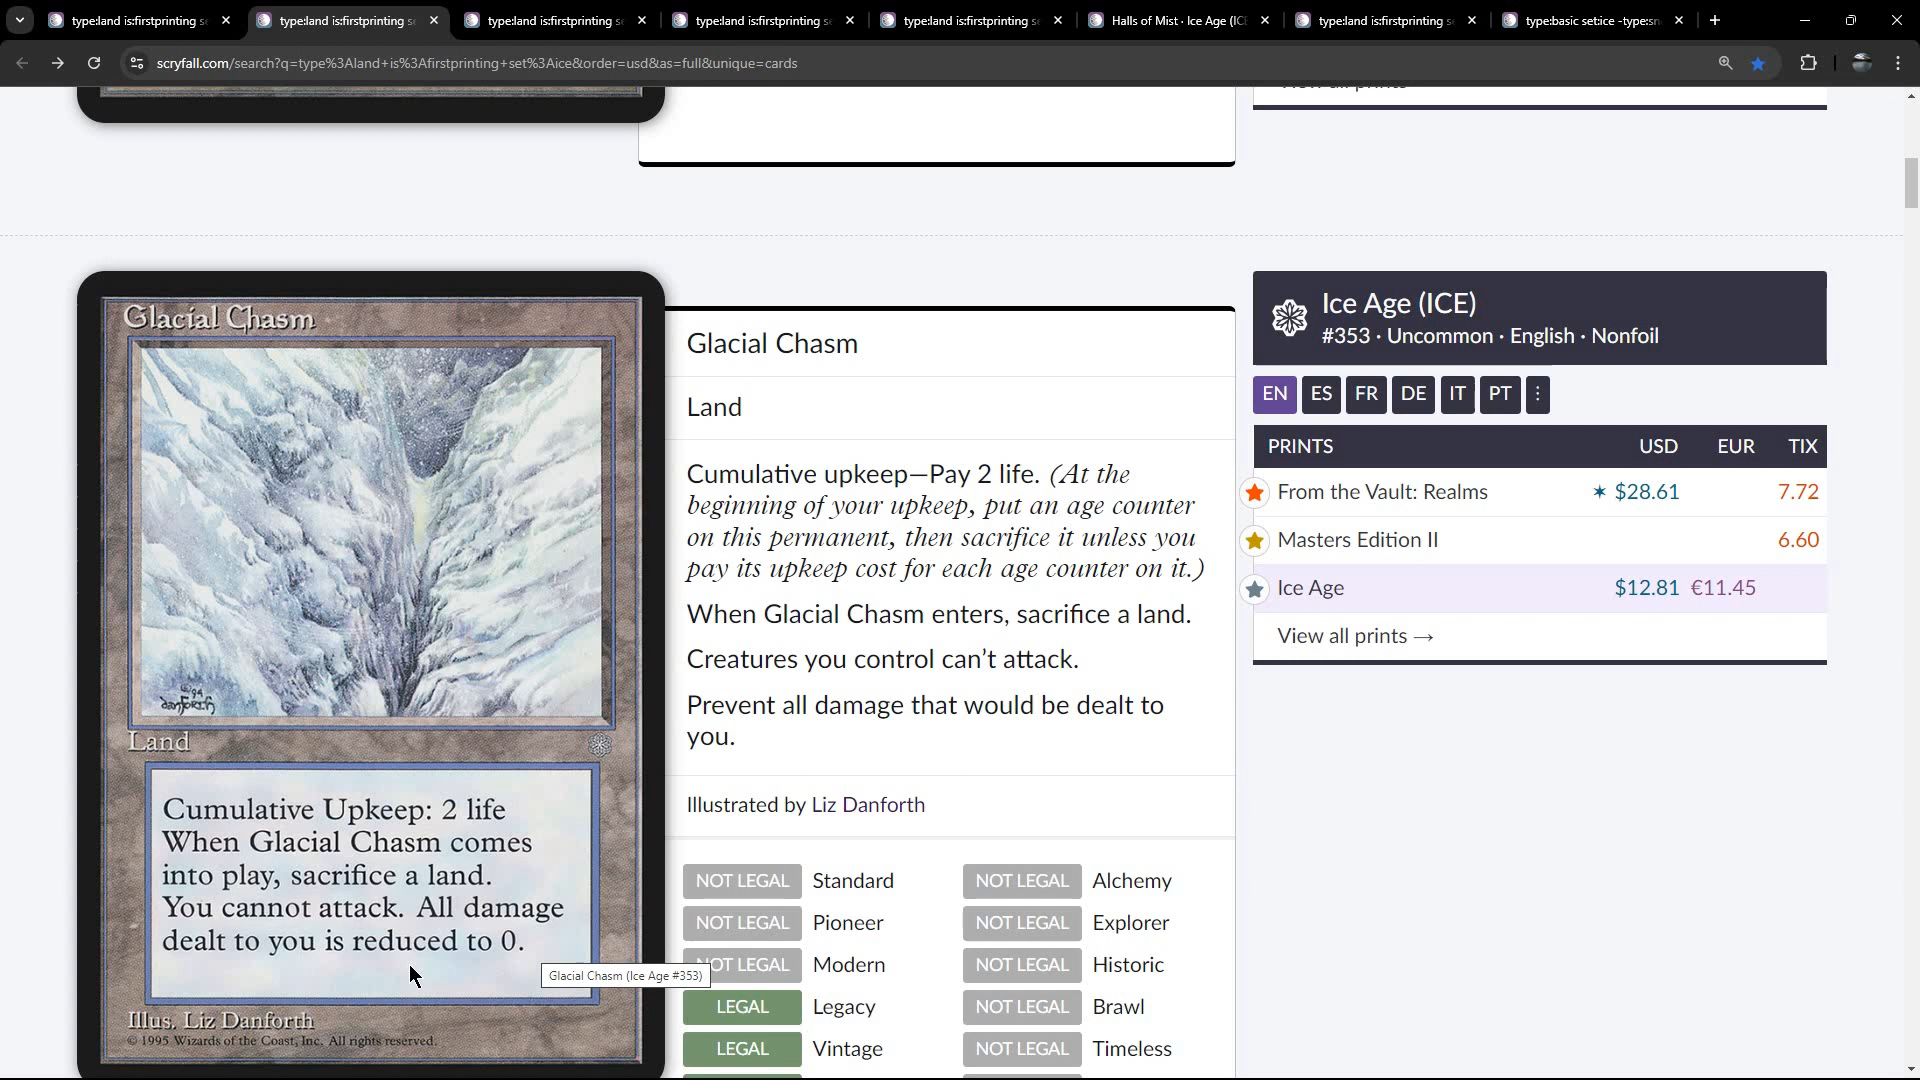 type:land is:firstprinting s
type:land is:firstprinting se
type:land is:firstprinting se
type:land is:firstprinting se
type:land is:firstprinting se
Halls of Mist · Ice Age (ICE
type:land is:firstprinting se
type:basic set:ice -type:sn
scryfall.com/search?q=type%3Aland+is%3Afirstprinting+set%3Aice&order=usd&as=full&unique=cards
View all prints
Glacial Chasm
Land
Cumulative Upkeep: 2 life
When Glacial Chasm comes
into play, sacrifice a land.
You cannot attack. All damage
dealt to you is reduced to 0.
Illus. Liz Danforth
© 1995 Wizards of the Coast, Inc. All rights reserved.
94
danforth
Glacial Chasm (Ice Age #353)
Glacial Chasm
Land
Cumulative upkeep—Pay 2 life. (At the
beginning of your upkeep, put an age counter
on this permanent, then sacrifice it unless you
pay its upkeep cost for each age counter on it.)
When Glacial Chasm enters, sacrifice a land.
Creatures you control can’t attack.
Prevent all damage that would be dealt to
you.
Illustrated by Liz Danforth
NOT LEGAL Standard NOT LEGAL Alchemy
NOT LEGAL Pioneer NOT LEGAL Explorer
NOT LEGAL Modern NOT LEGAL Historic
LEGAL Legacy NOT LEGAL Brawl
LEGAL Vintage NOT LEGAL Timeless
Ice Age (ICE)
#353 · Uncommon · English · Nonfoil
EN ES FR DE IT PT
PRINTS USD EUR TIX
From the Vault: Realms ✶ $28.61 7.72
Masters Edition II 6.60
Ice Age $12.81 €11.45
View all prints →